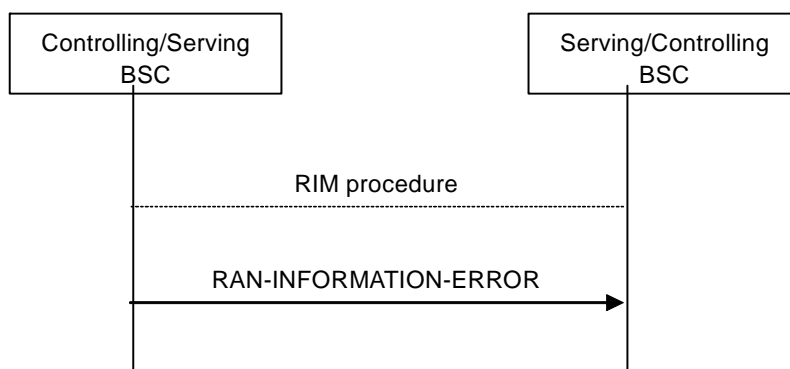 Controlling/Serving
BSC
Serving/Controlling
BSC
RIM procedure
RAN-INFORMATION-ERROR